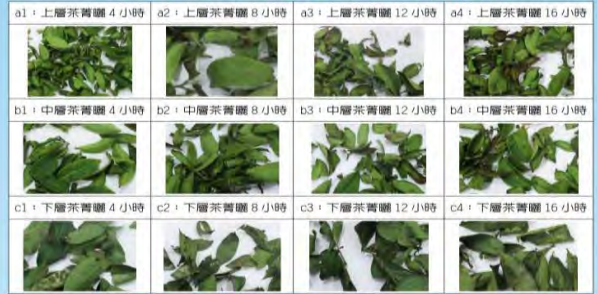 a1：上層茶菁曬 4 小時
a2：上層茶菁曬 8 小時
a3：上層茶菁曬 12 小時
a4：上層茶菁曬 16 小時
b1：中層茶菁曬 4 小時
b2：中層茶菁曬 8 小時
b3：中層茶菁曬 12 小時
b4：中層茶菁曬 16 小時
c1：下層茶菁曬 4 小時
c2：下層茶菁曬 8 小時
c3：下層茶菁曬 12 小時
c4：下層茶菁曬 16 小時